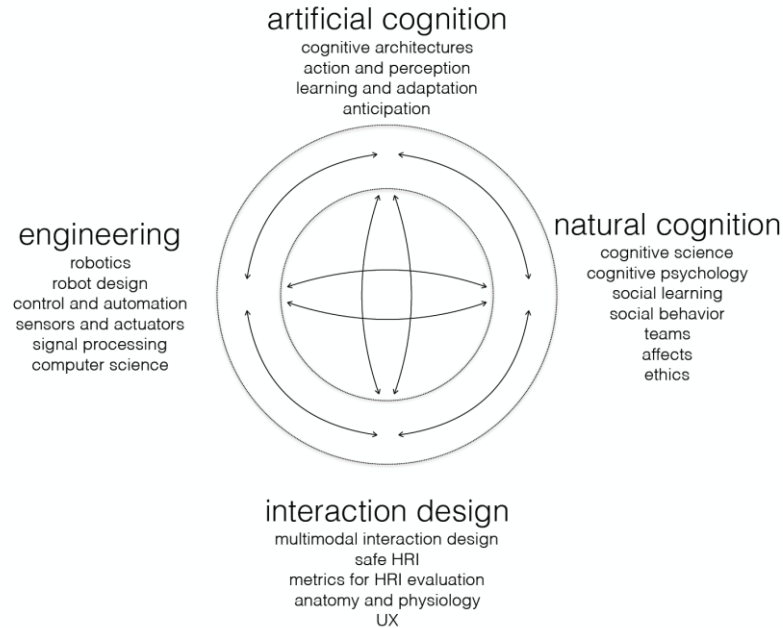 artificial cognition
cognitive architectures
action and perception
learning and adaptation
anticipation
engineering
robotics
robot design
control and automation
sensors and actuators
signal processing
computer science
natural cognition
cognitive science
cognitive psychology
social learning
social behavior
teams
affects
ethics
interaction design
multimodal interaction design
safe HRI
metrics for HRI evaluation
anatomy and physiology
UX